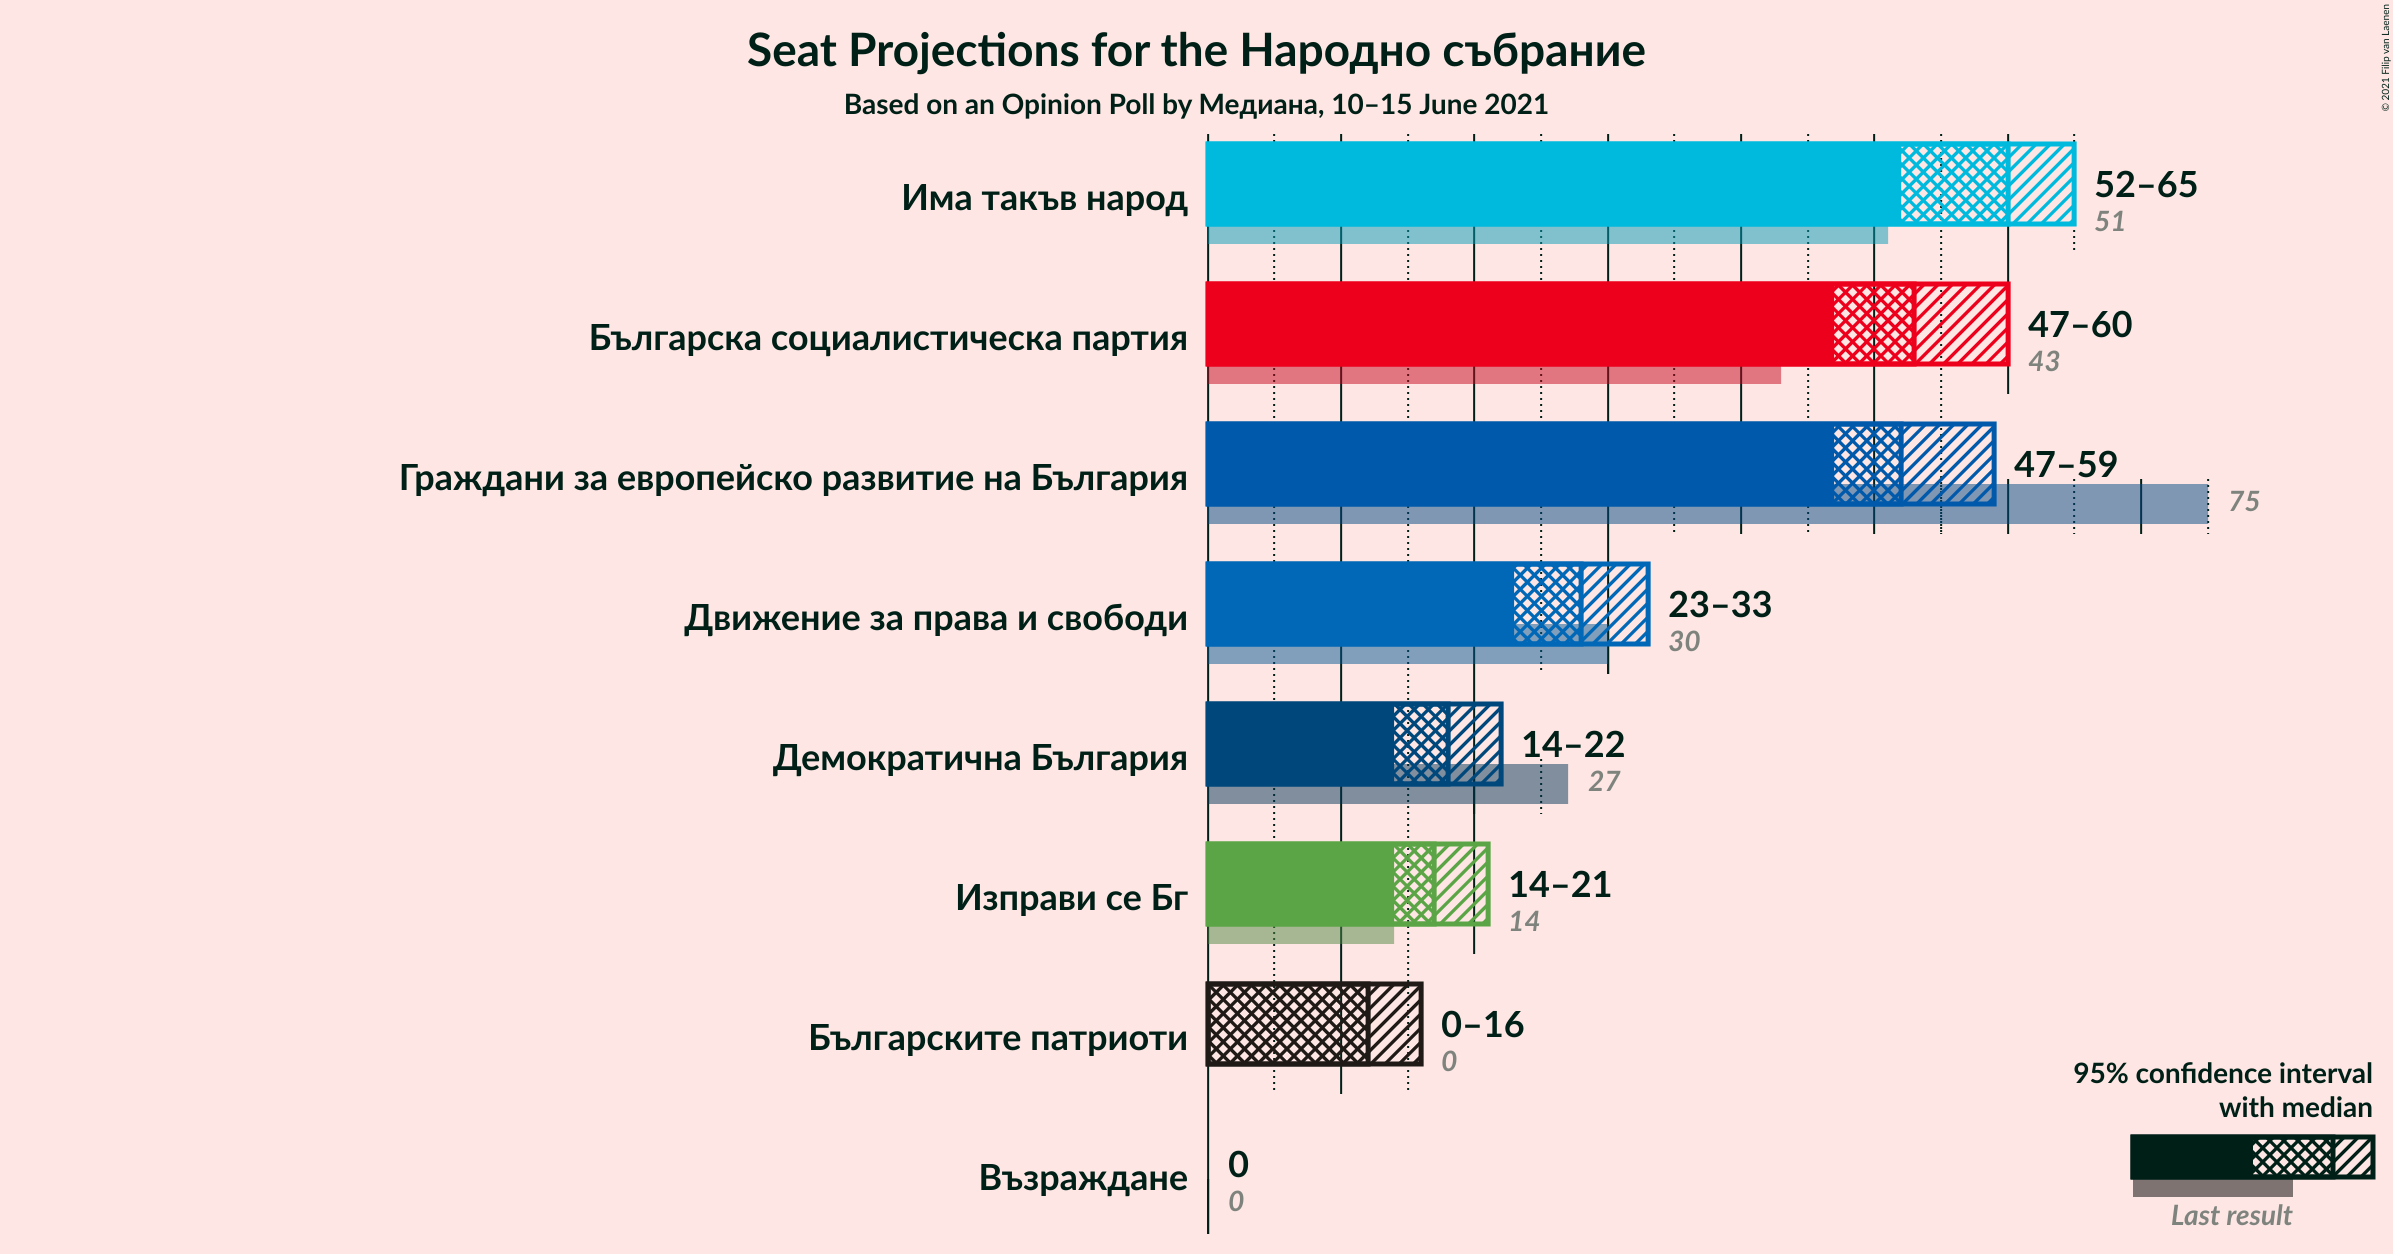 Seat Projections for the Народно събрание
Based on an Opinion Poll by Медиана, 10–15 June 2021
© 2021 Filip van Laenen
Има такъв народ
52–65
51
Българска социалистическа партия
47–60
43
Граждани за европейско развитие на България
47–59
75
Движение за права и свободи
23–33
30
Демократична България
14–22
27
Изправи се Бг
14–21
14
Българските патриоти
0–16
0
Възраждане
0
0
95% confidence interval
with median
Last result